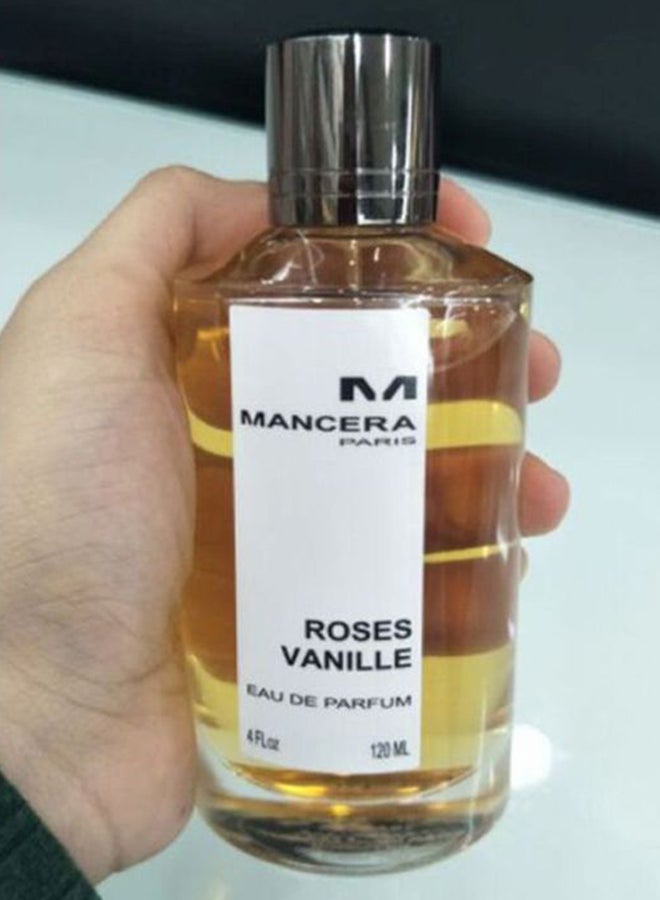 M
MANCERA
PARIS
ROSES
VANILLE
EAU DE PARFUM
4 FLoz 120 ML